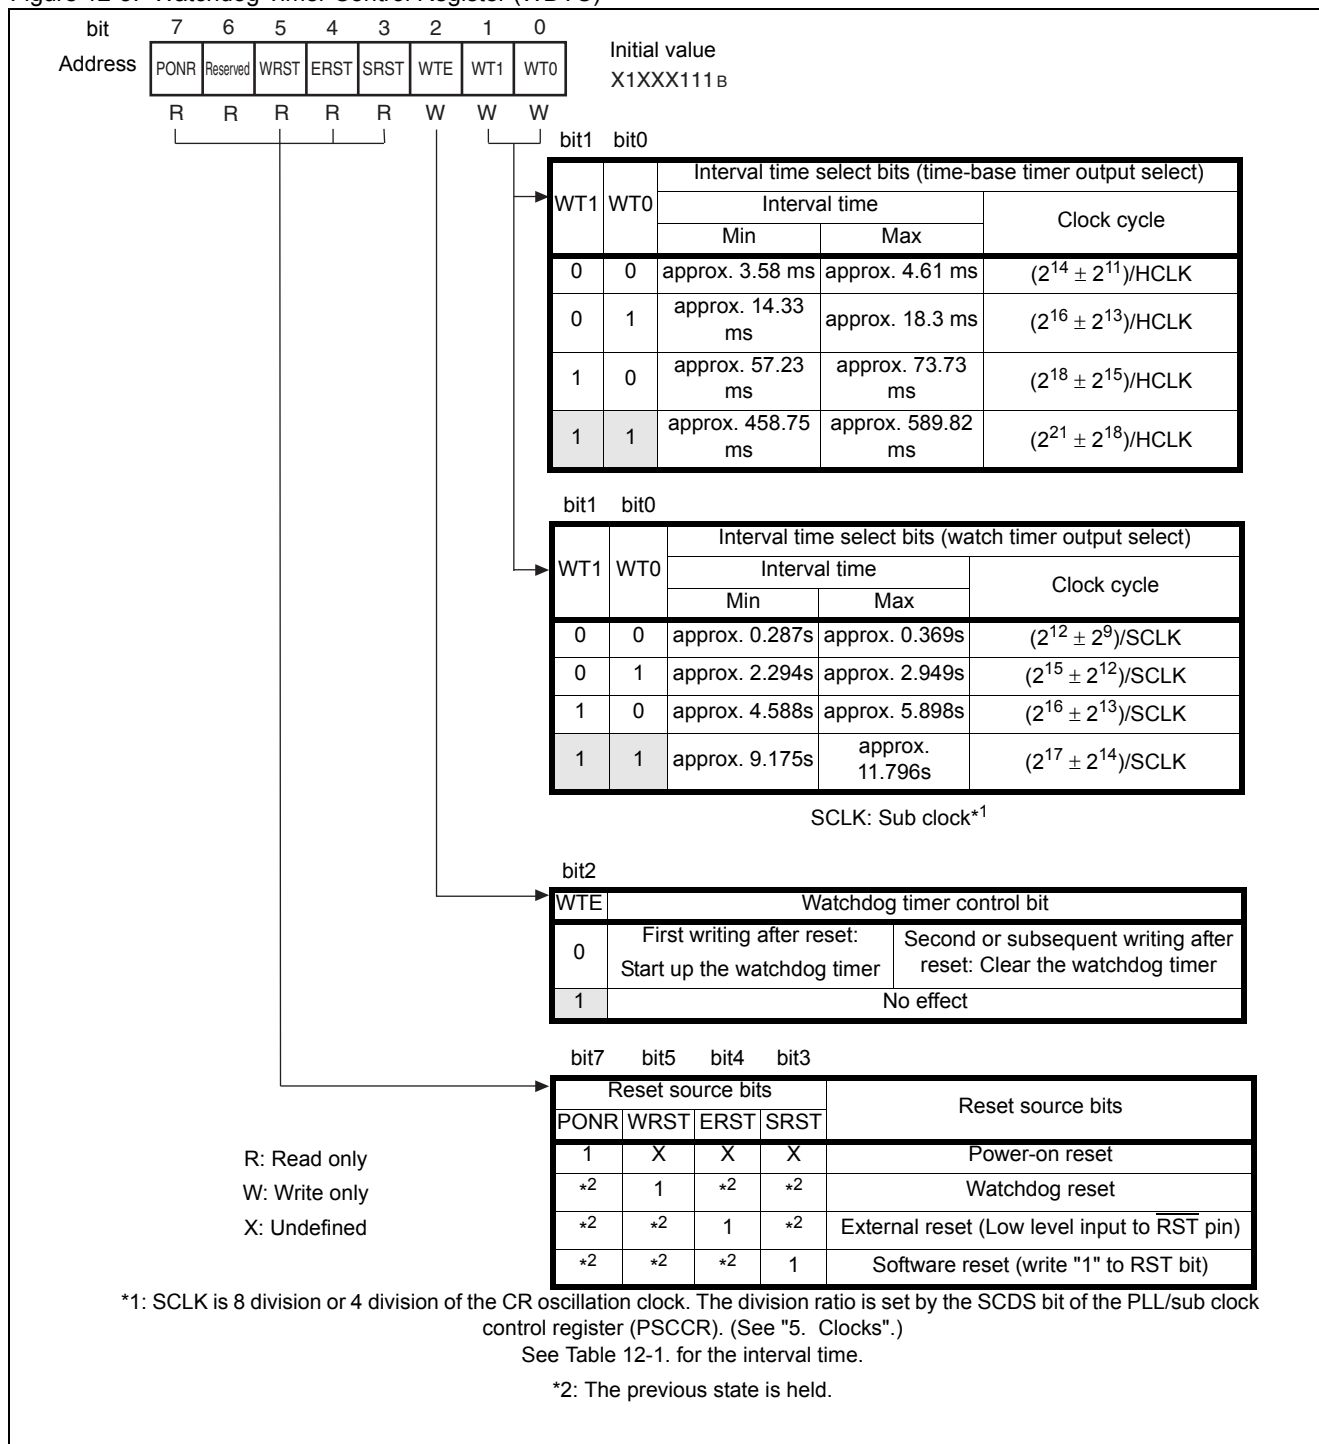 Figure 12-3. Watchdog Timer Control Register (WDTC)
bit 7 6 5 4 3 2 1 0
Address PONR Reserved WRST ERST SRST WTE WT1 WT0
Initial value
X1XXX111B
R R R R R W W W
bit1 bit0
WT1 WT0 Interval time select bits (time-base timer output select)
Interval time Clock cycle
Min Max
0 0 approx. 3.58 ms approx. 4.61 ms (2^14 ± 2^11)/HCLK
0 1 approx. 14.33 ms approx. 18.3 ms (2^16 ± 2^13)/HCLK
1 0 approx. 57.23 ms approx. 73.73 ms (2^18 ± 2^15)/HCLK
1 1 approx. 458.75 ms approx. 589.82 ms (2^21 ± 2^18)/HCLK
bit1 bit0
WT1 WT0 Interval time select bits (watch timer output select)
Interval time Clock cycle
Min Max
0 0 approx. 0.287s approx. 0.369s (2^12 ± 2^9)/SCLK
0 1 approx. 2.294s approx. 2.949s (2^15 ± 2^12)/SCLK
1 0 approx. 4.588s approx. 5.898s (2^16 ± 2^13)/SCLK
1 1 approx. 9.175s approx. 11.796s (2^17 ± 2^14)/SCLK
SCLK: Sub clock*1
bit2
WTE Watchdog timer control bit
0 First writing after reset: Start up the watchdog timer Second or subsequent writing after reset: Clear the watchdog timer
1 No effect
bit7 bit5 bit4 bit3
Reset source bits Reset source bits
PONR WRST ERST SRST
1 X X X Power-on reset
*2 1 *2 *2 Watchdog reset
*2 *2 1 *2 External reset (Low level input to RST pin)
*2 *2 *2 1 Software reset (write "1" to RST bit)
R: Read only
W: Write only
X: Undefined
*1: SCLK is 8 division or 4 division of the CR oscillation clock. The division ratio is set by the SCDS bit of the PLL/sub clock
control register (PSCCR). (See "5. Clocks".)
See Table 12-1. for the interval time.
*2: The previous state is held.